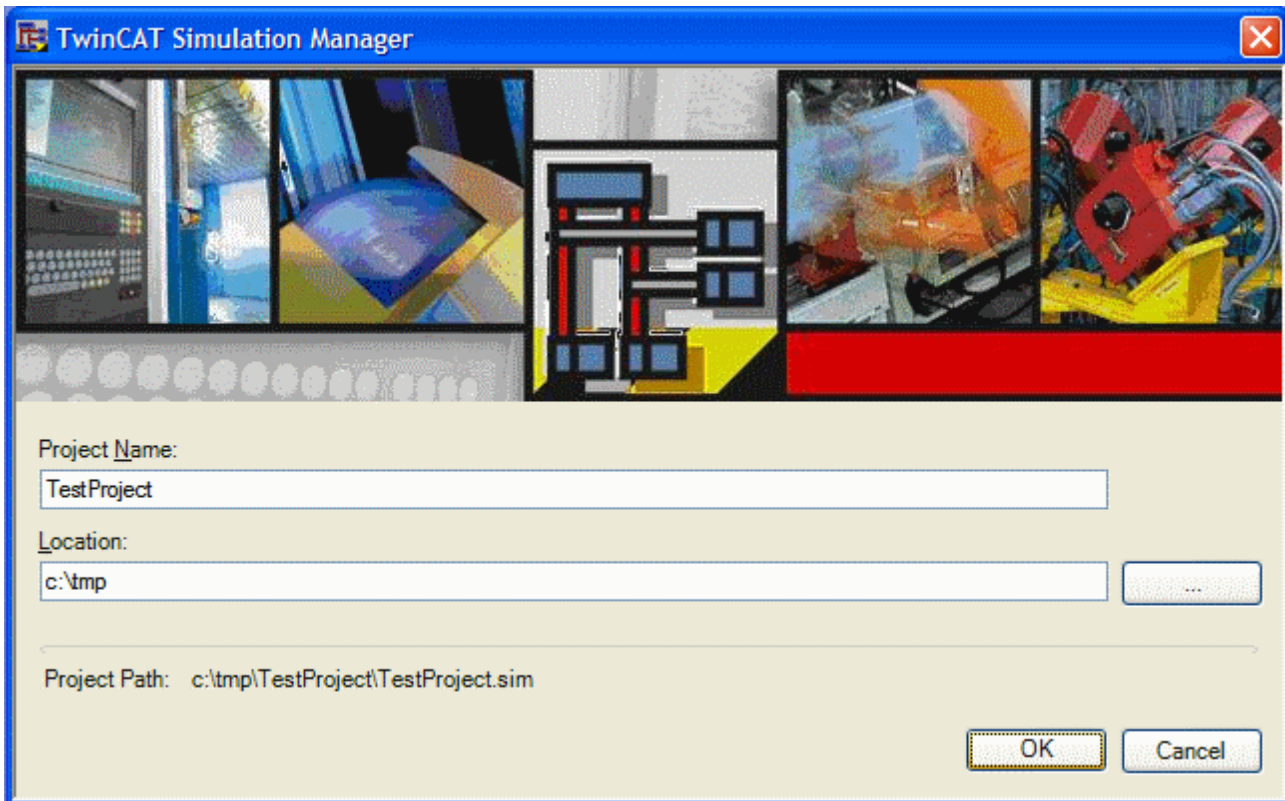 TwinCAT Simulation Manager
Project Name:
TestProject
Location:
c:\tmp
...
Project Path: c:\tmp\TestProject\TestProject.sim
OK Cancel